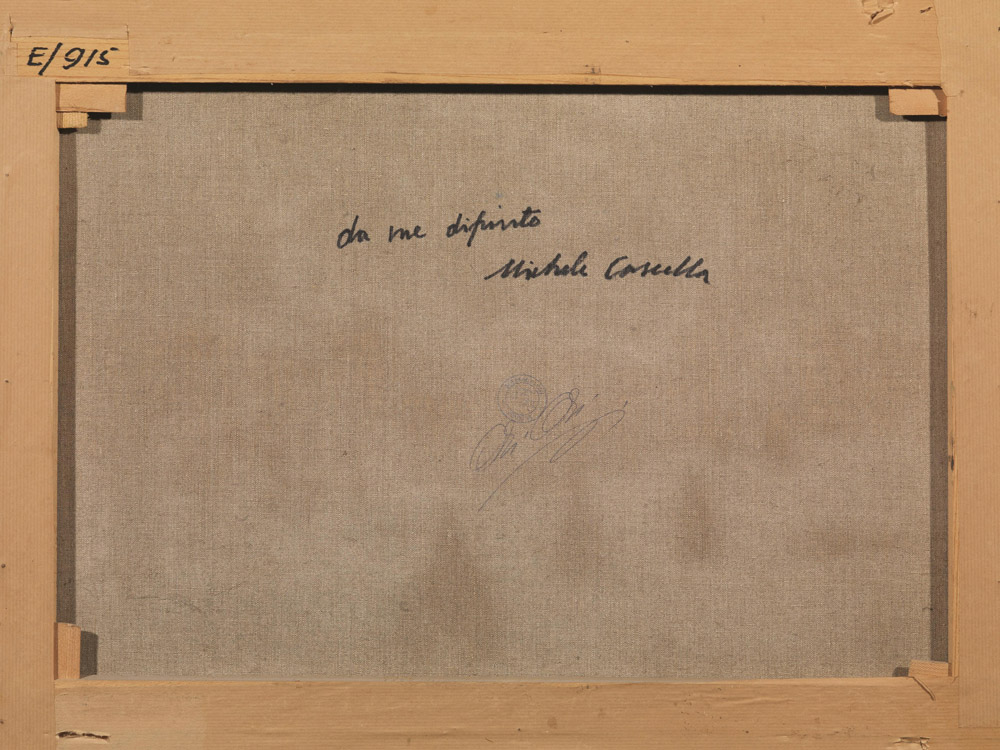 E/915
da me dipinto
Michele Cascella